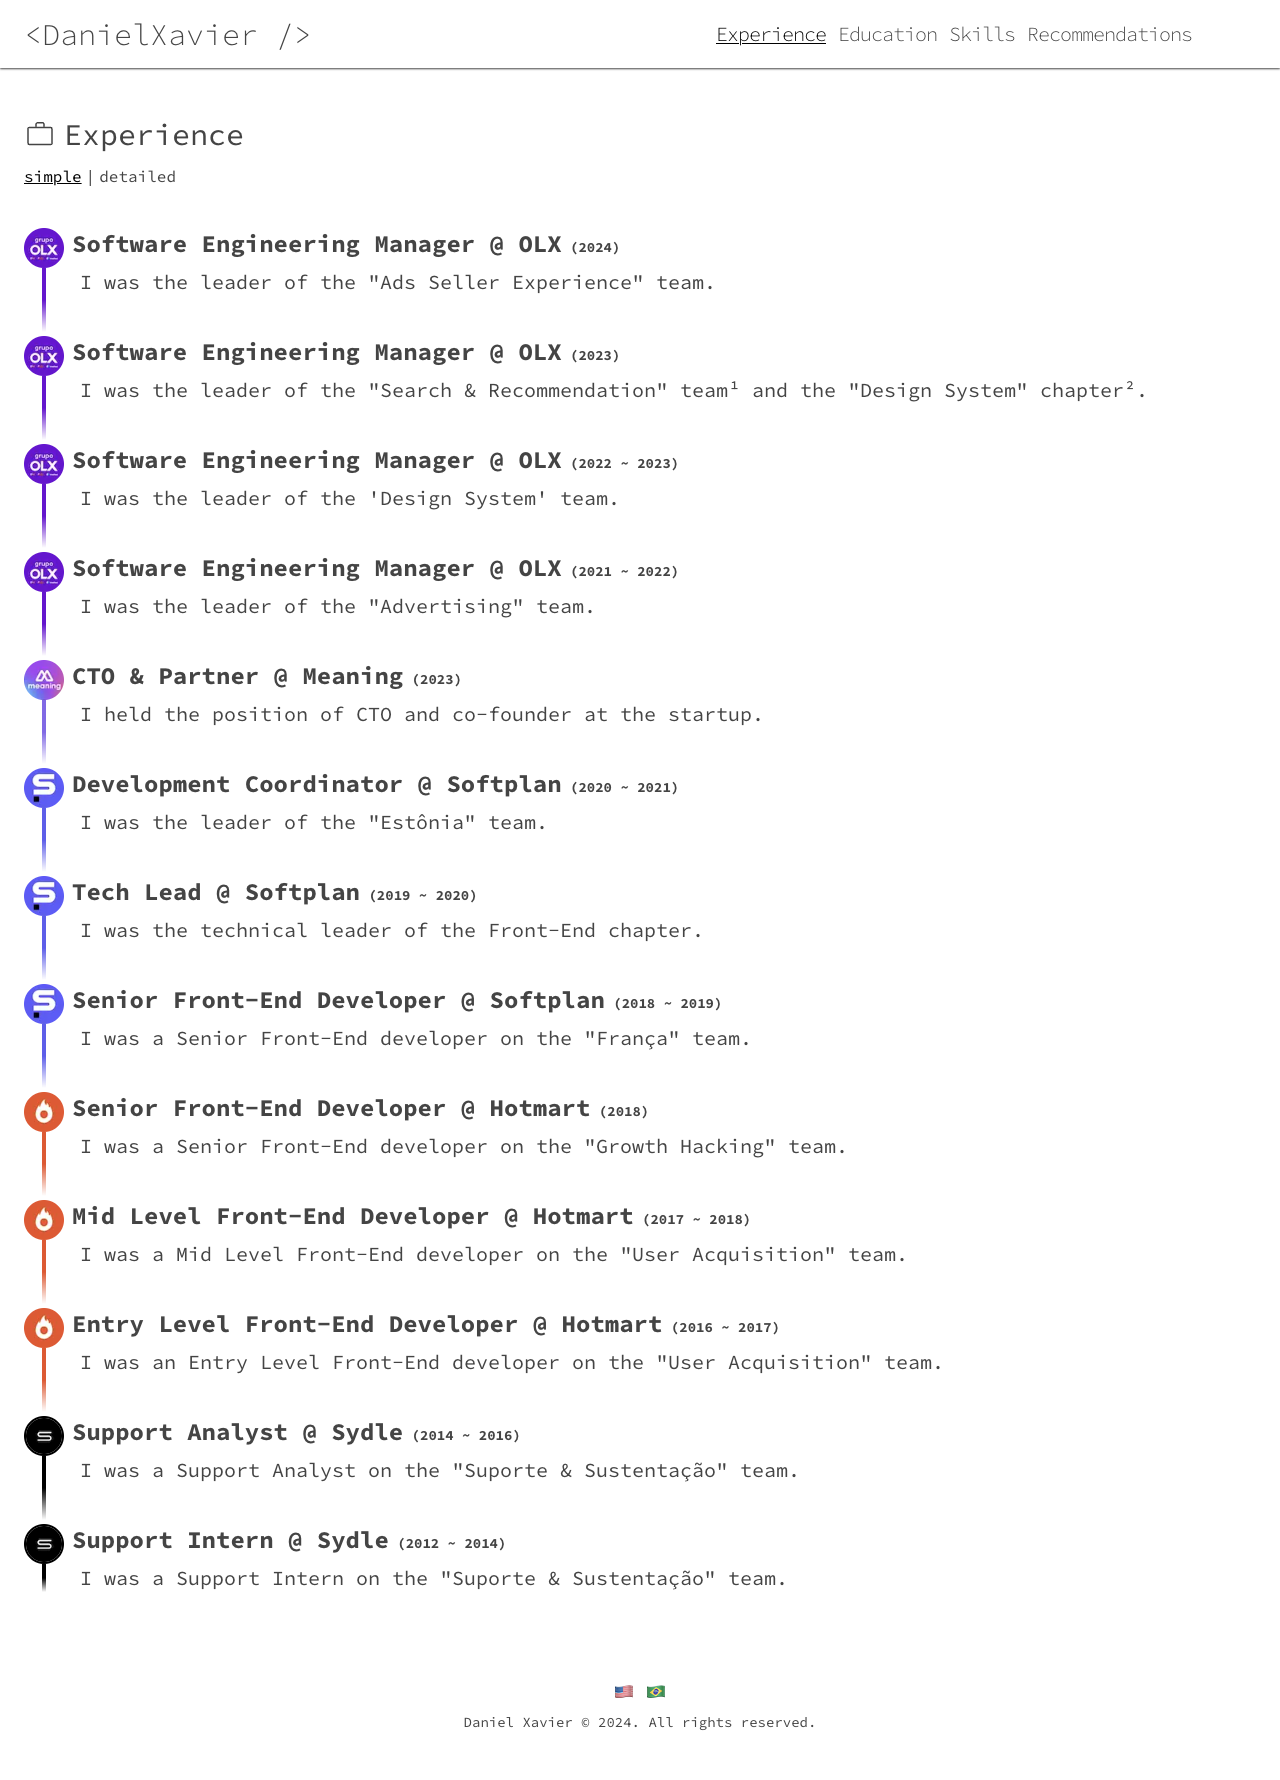 <DanielXavier />
Experience Education Skills Recommendations
Experience
simple | detailed
grupo OLX
Software Engineering Manager @ OLX (2024)
I was the leader of the "Ads Seller Experience" team.
grupo OLX
Software Engineering Manager @ OLX (2023)
I was the leader of the "Search & Recommendation" team¹ and the "Design System" chapter².
grupo OLX
Software Engineering Manager @ OLX (2022 ~ 2023)
I was the leader of the 'Design System' team.
grupo OLX
Software Engineering Manager @ OLX (2021 ~ 2022)
I was the leader of the "Advertising" team.
meaning
CTO & Partner @ Meaning (2023)
I held the position of CTO and co-founder at the startup.
Development Coordinator @ Softplan (2020 ~ 2021)
I was the leader of the "Estônia" team.
Tech Lead @ Softplan (2019 ~ 2020)
I was the technical leader of the Front-End chapter.
Senior Front-End Developer @ Softplan (2018 ~ 2019)
I was a Senior Front-End developer on the "França" team.
Senior Front-End Developer @ Hotmart (2018)
I was a Senior Front-End developer on the "Growth Hacking" team.
Mid Level Front-End Developer @ Hotmart (2017 ~ 2018)
I was a Mid Level Front-End developer on the "User Acquisition" team.
Entry Level Front-End Developer @ Hotmart (2016 ~ 2017)
I was an Entry Level Front-End developer on the "User Acquisition" team.
Support Analyst @ Sydle (2014 ~ 2016)
I was a Support Analyst on the "Suporte & Sustentação" team.
Support Intern @ Sydle (2012 ~ 2014)
I was a Support Intern on the "Suporte & Sustentação" team.
Daniel Xavier © 2024. All rights reserved.